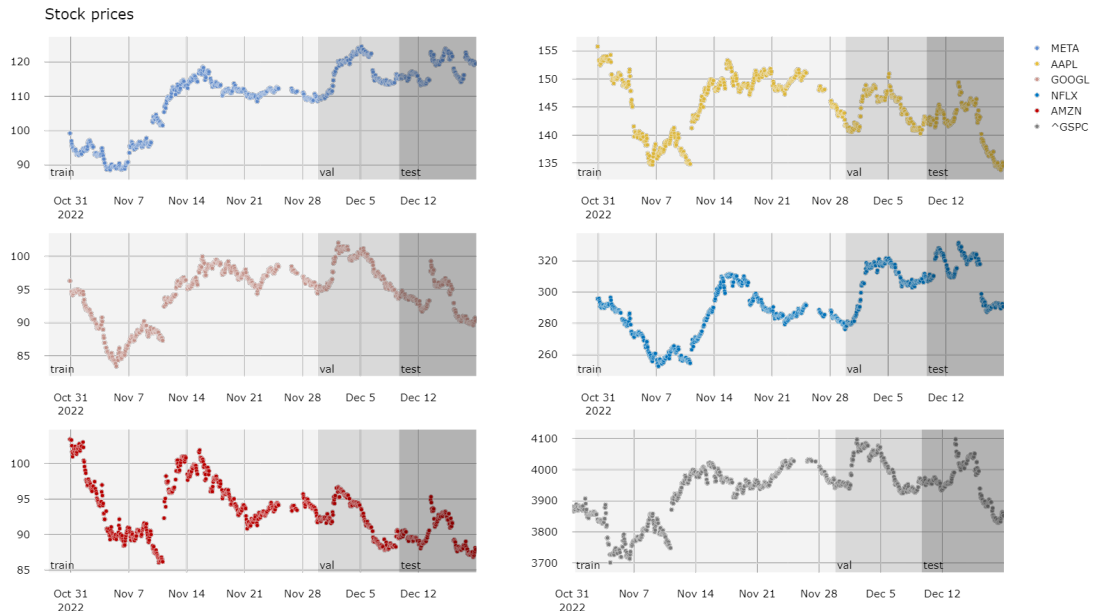 Stock prices
120
110
100
90
train
val
test
Oct 31
2022
Nov 7
Nov 14
Nov 21
Nov 28
Dec 5
Dec 12
155
150
145
140
135
train
val
test
Oct 31
2022
Nov 7
Nov 14
Nov 21
Nov 28
Dec 5
Dec 12
META
AAPL
GOOGL
NFLX
AMZN
^GSPC
100
95
90
85
train
val
test
Oct 31
2022
Nov 7
Nov 14
Nov 21
Nov 28
Dec 5
Dec 12
320
300
280
260
train
val
test
Oct 31
2022
Nov 7
Nov 14
Nov 21
Nov 28
Dec 5
Dec 12
100
95
90
85
train
val
test
Oct 31
2022
Nov 7
Nov 14
Nov 21
Nov 28
Dec 5
Dec 12
4100
4000
3900
3800
3700
train
val
test
Oct 31
2022
Nov 7
Nov 14
Nov 21
Nov 28
Dec 5
Dec 12